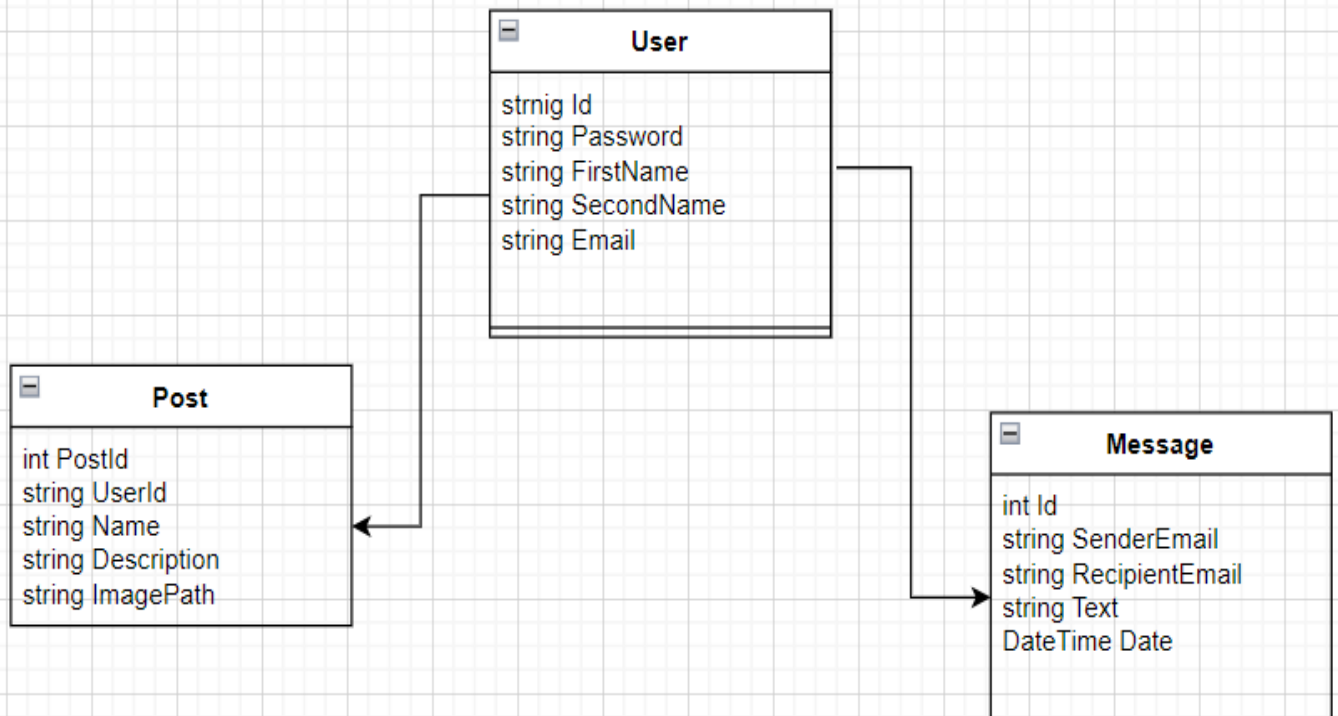 User
strnig Id
string Password
string FirstName
string SecondName
string Email
Post
int PostId
string UserId
string Name
string Description
string ImagePath
Message
int Id
string SenderEmail
string RecipientEmail
string Text
DateTime Date